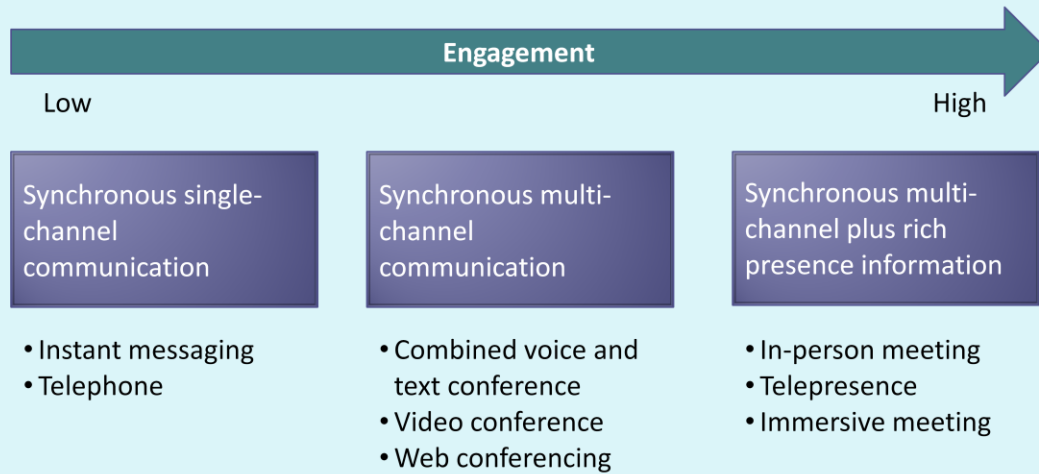 Engagement
Low
High
Synchronous single-
channel
communication
• Instant messaging
• Telephone
Synchronous multi-
channel
communication
• Combined voice and
text conference
• Video conference
• Web conferencing
Synchronous multi-
channel plus rich
presence information
• In-person meeting
• Telepresence
• Immersive meeting